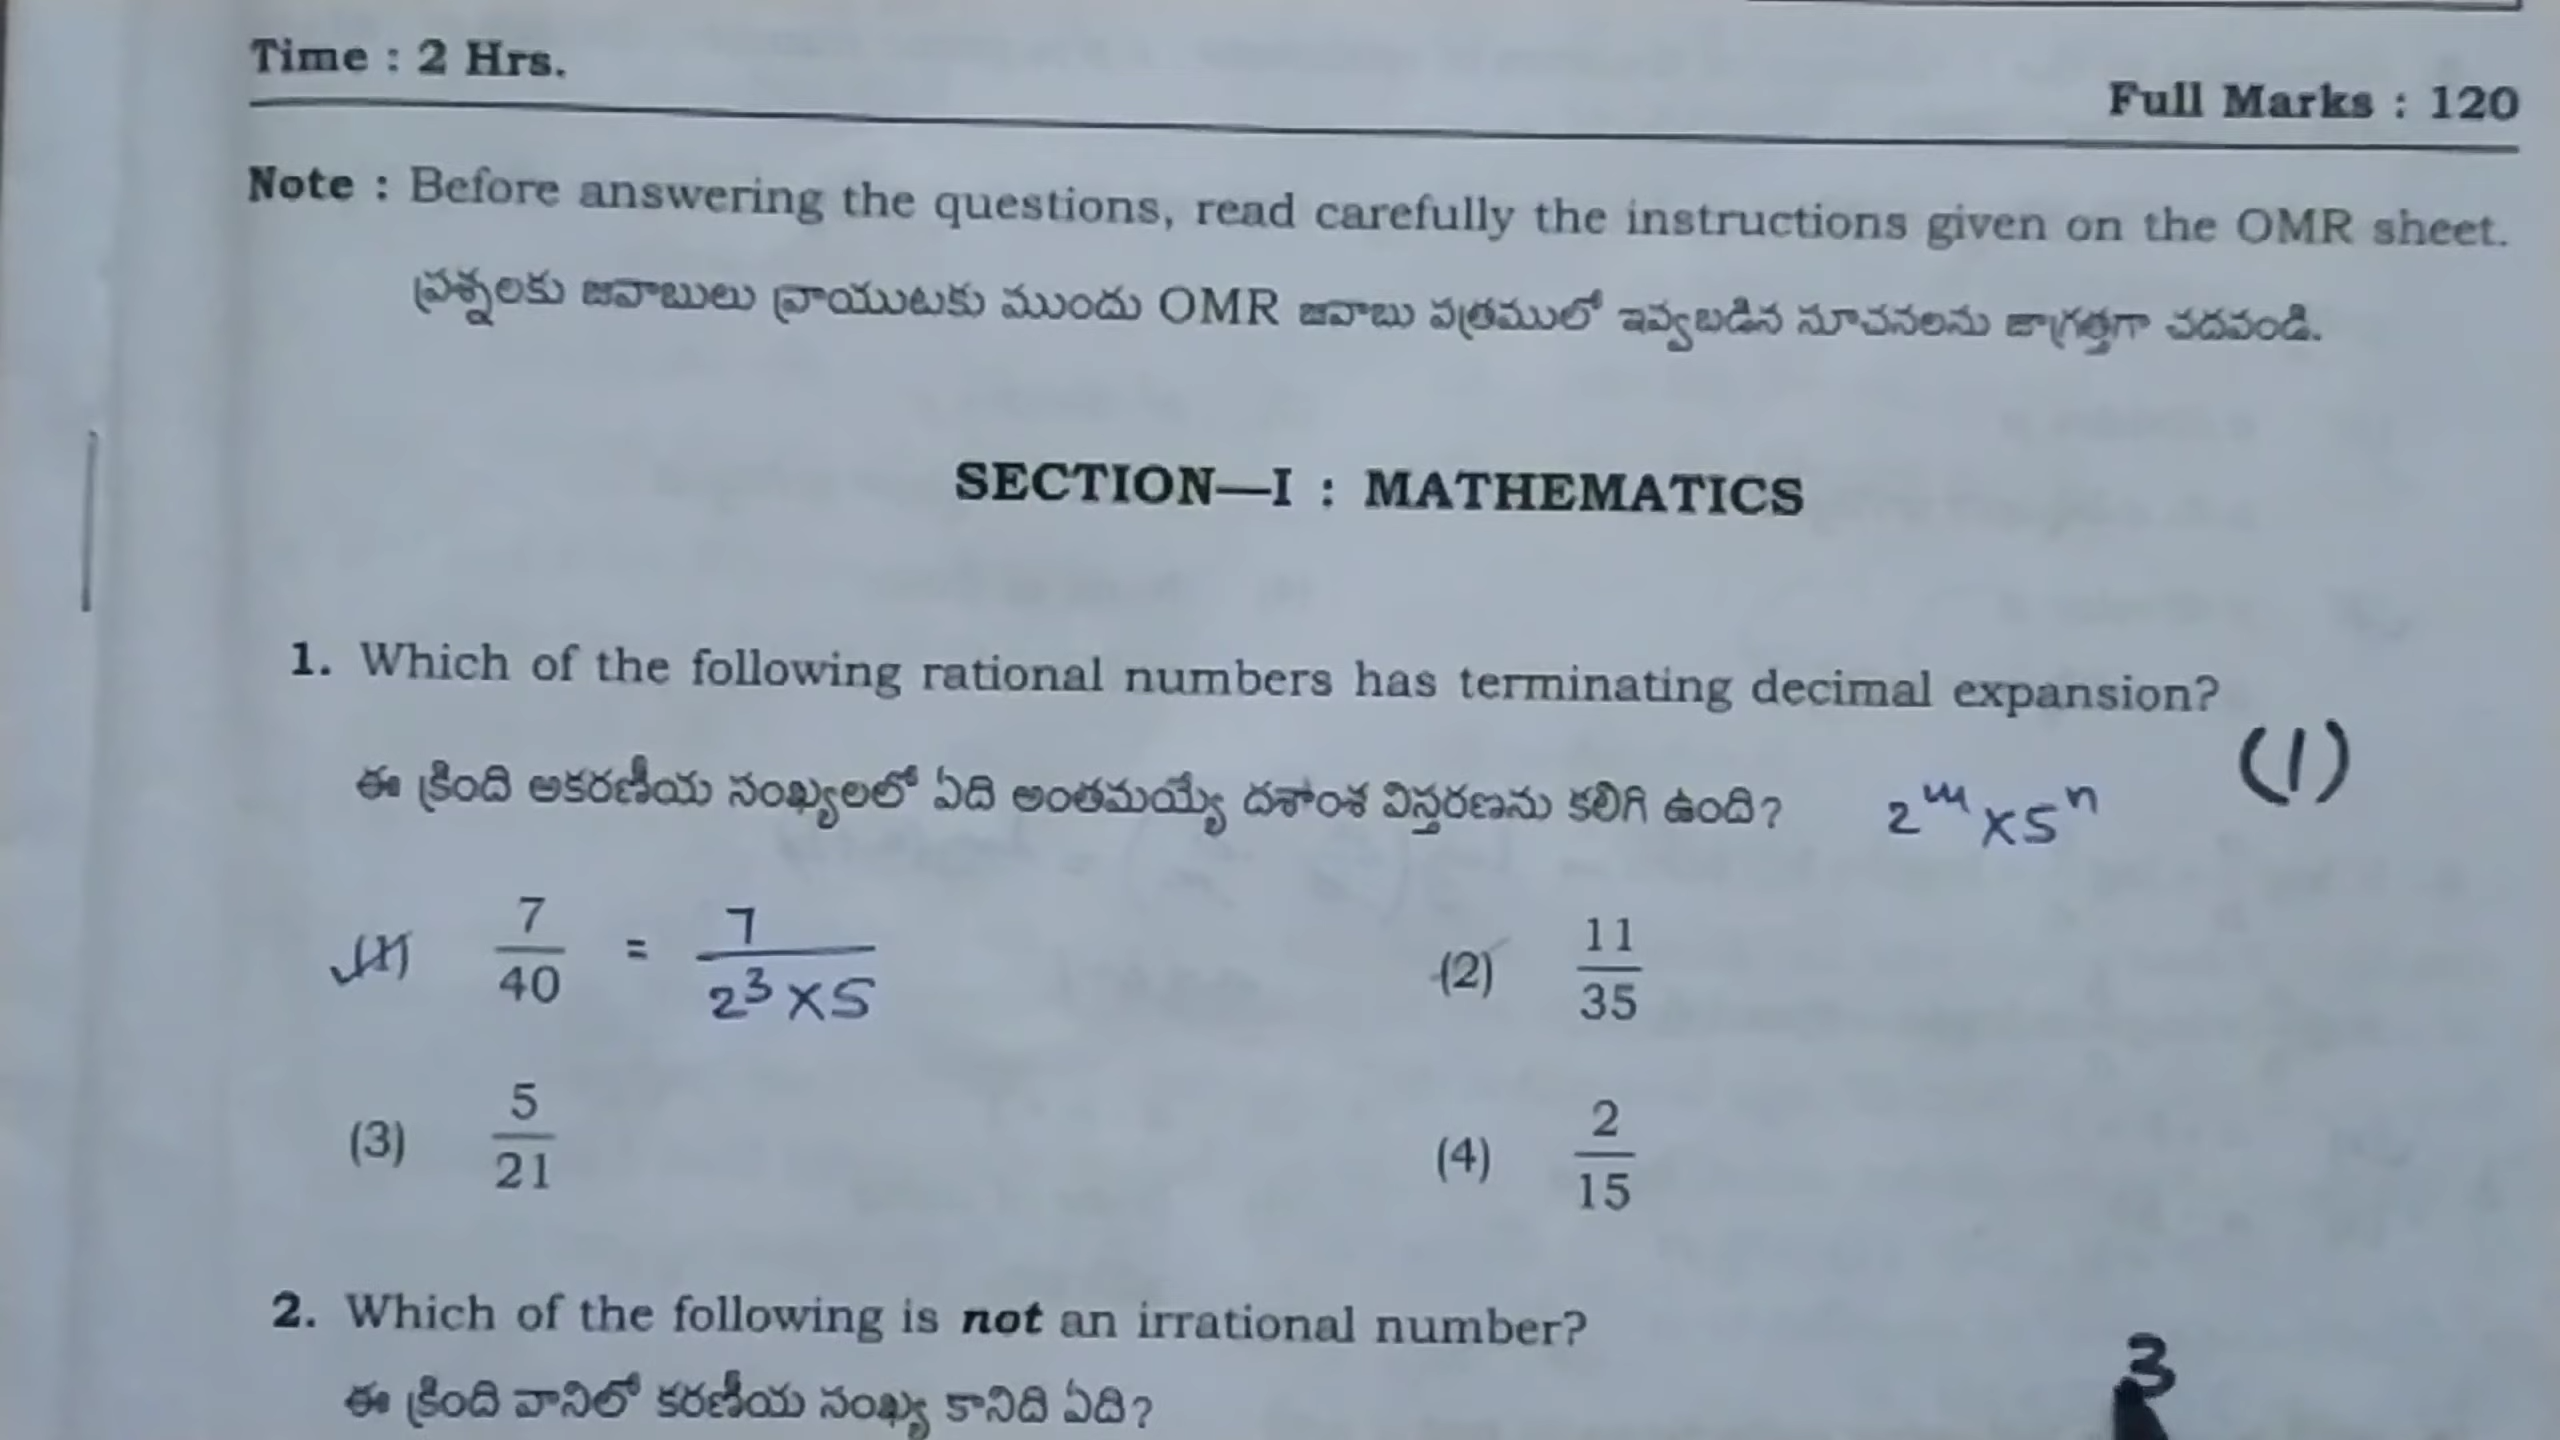 Time : 2 Hrs.
Full Marks : 120
Note : Before answering the questions, read carefully the instructions given on the OMR sheet.
ప్రశ్నలకు జవాబులు వ్రాయుటకు ముందు OMR జవాబు పత్రములో ఇవ్వబడిన సూచనలను జాగ్రత్తగా చదవండి.
SECTION—I : MATHEMATICS
1. Which of the following rational numbers has terminating decimal expansion?
(1)
ఈ క్రింది అకరణీయ సంఖ్యలలో ఏది అంతమయ్యే దశాంశ విస్తరణను కలిగి ఉంది? 2^m × 5^n
(1) 7/40 = 7/(2^3 × 5)
(2) 11/35
(3) 5/21
(4) 2/15
2. Which of the following is not an irrational number?
3
ఈ క్రింది వానిలో కరణీయ సంఖ్య కానిది ఏది?